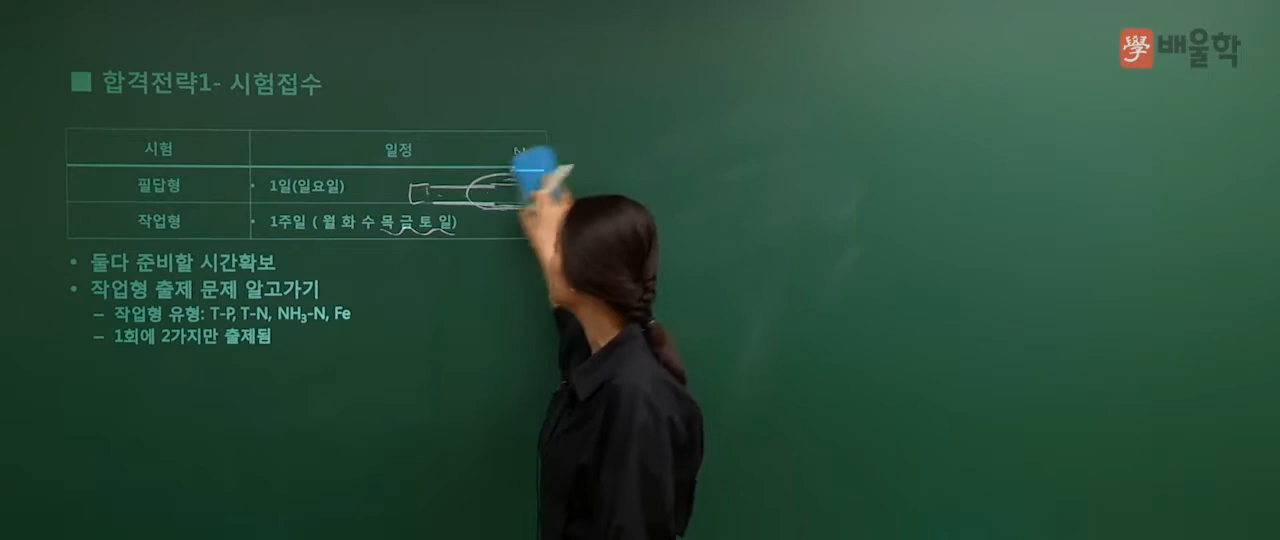 學 배울학
■ 합격전략1- 시험접수
시험 일정
필답형 • 1일(일요일)
작업형 • 1주일 ( 월 화 수 목 금 토 일)
• 둘다 준비할 시간확보
• 작업형 출제 문제 알고가기
– 작업형 유형: T-P, T-N, NH₃-N, Fe
– 1회에 2가지만 출제됨